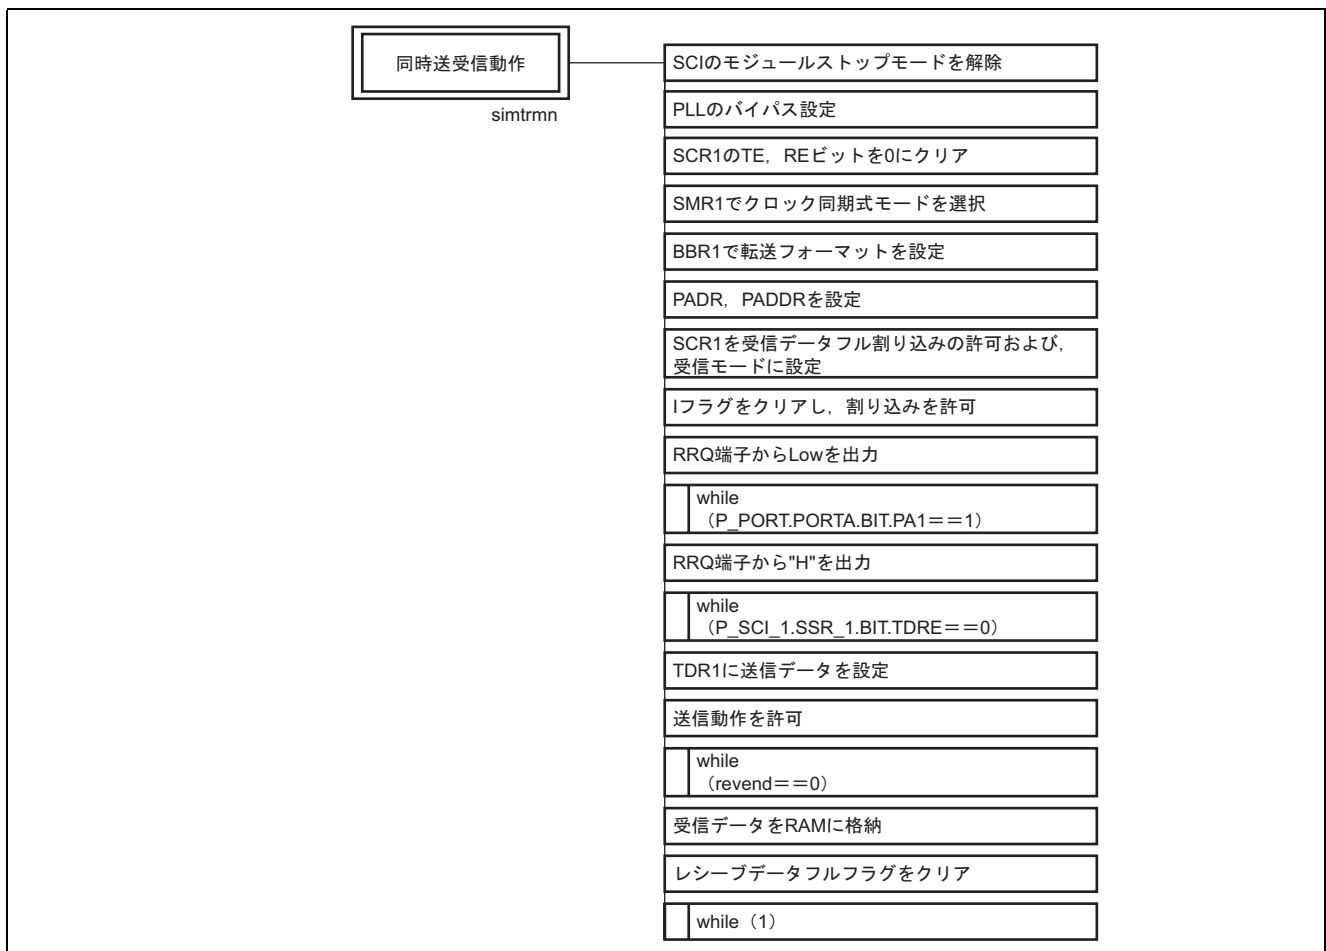 同時送受信動作
simtrmn
SCIのモジュールストップモードを解除
PLLのバイパス設定
SCR1のTE，REビットを0にクリア
SMR1でクロック同期式モードを選択
BBR1で転送フォーマットを設定
PADR，PADDRを設定
SCR1を受信データフル割り込みの許可および，
受信モードに設定
Iフラグをクリアし，割り込みを許可
RRQ端子からLowを出力
while
（P_PORT.PORTA.BIT.PA1＝＝1）
RRQ端子から"H"を出力
while
（P_SCI_1.SSR_1.BIT.TDRE＝＝0）
TDR1に送信データを設定
送信動作を許可
while
（revend＝＝0）
受信データをRAMに格納
レシーブデータフルフラグをクリア
while（1）